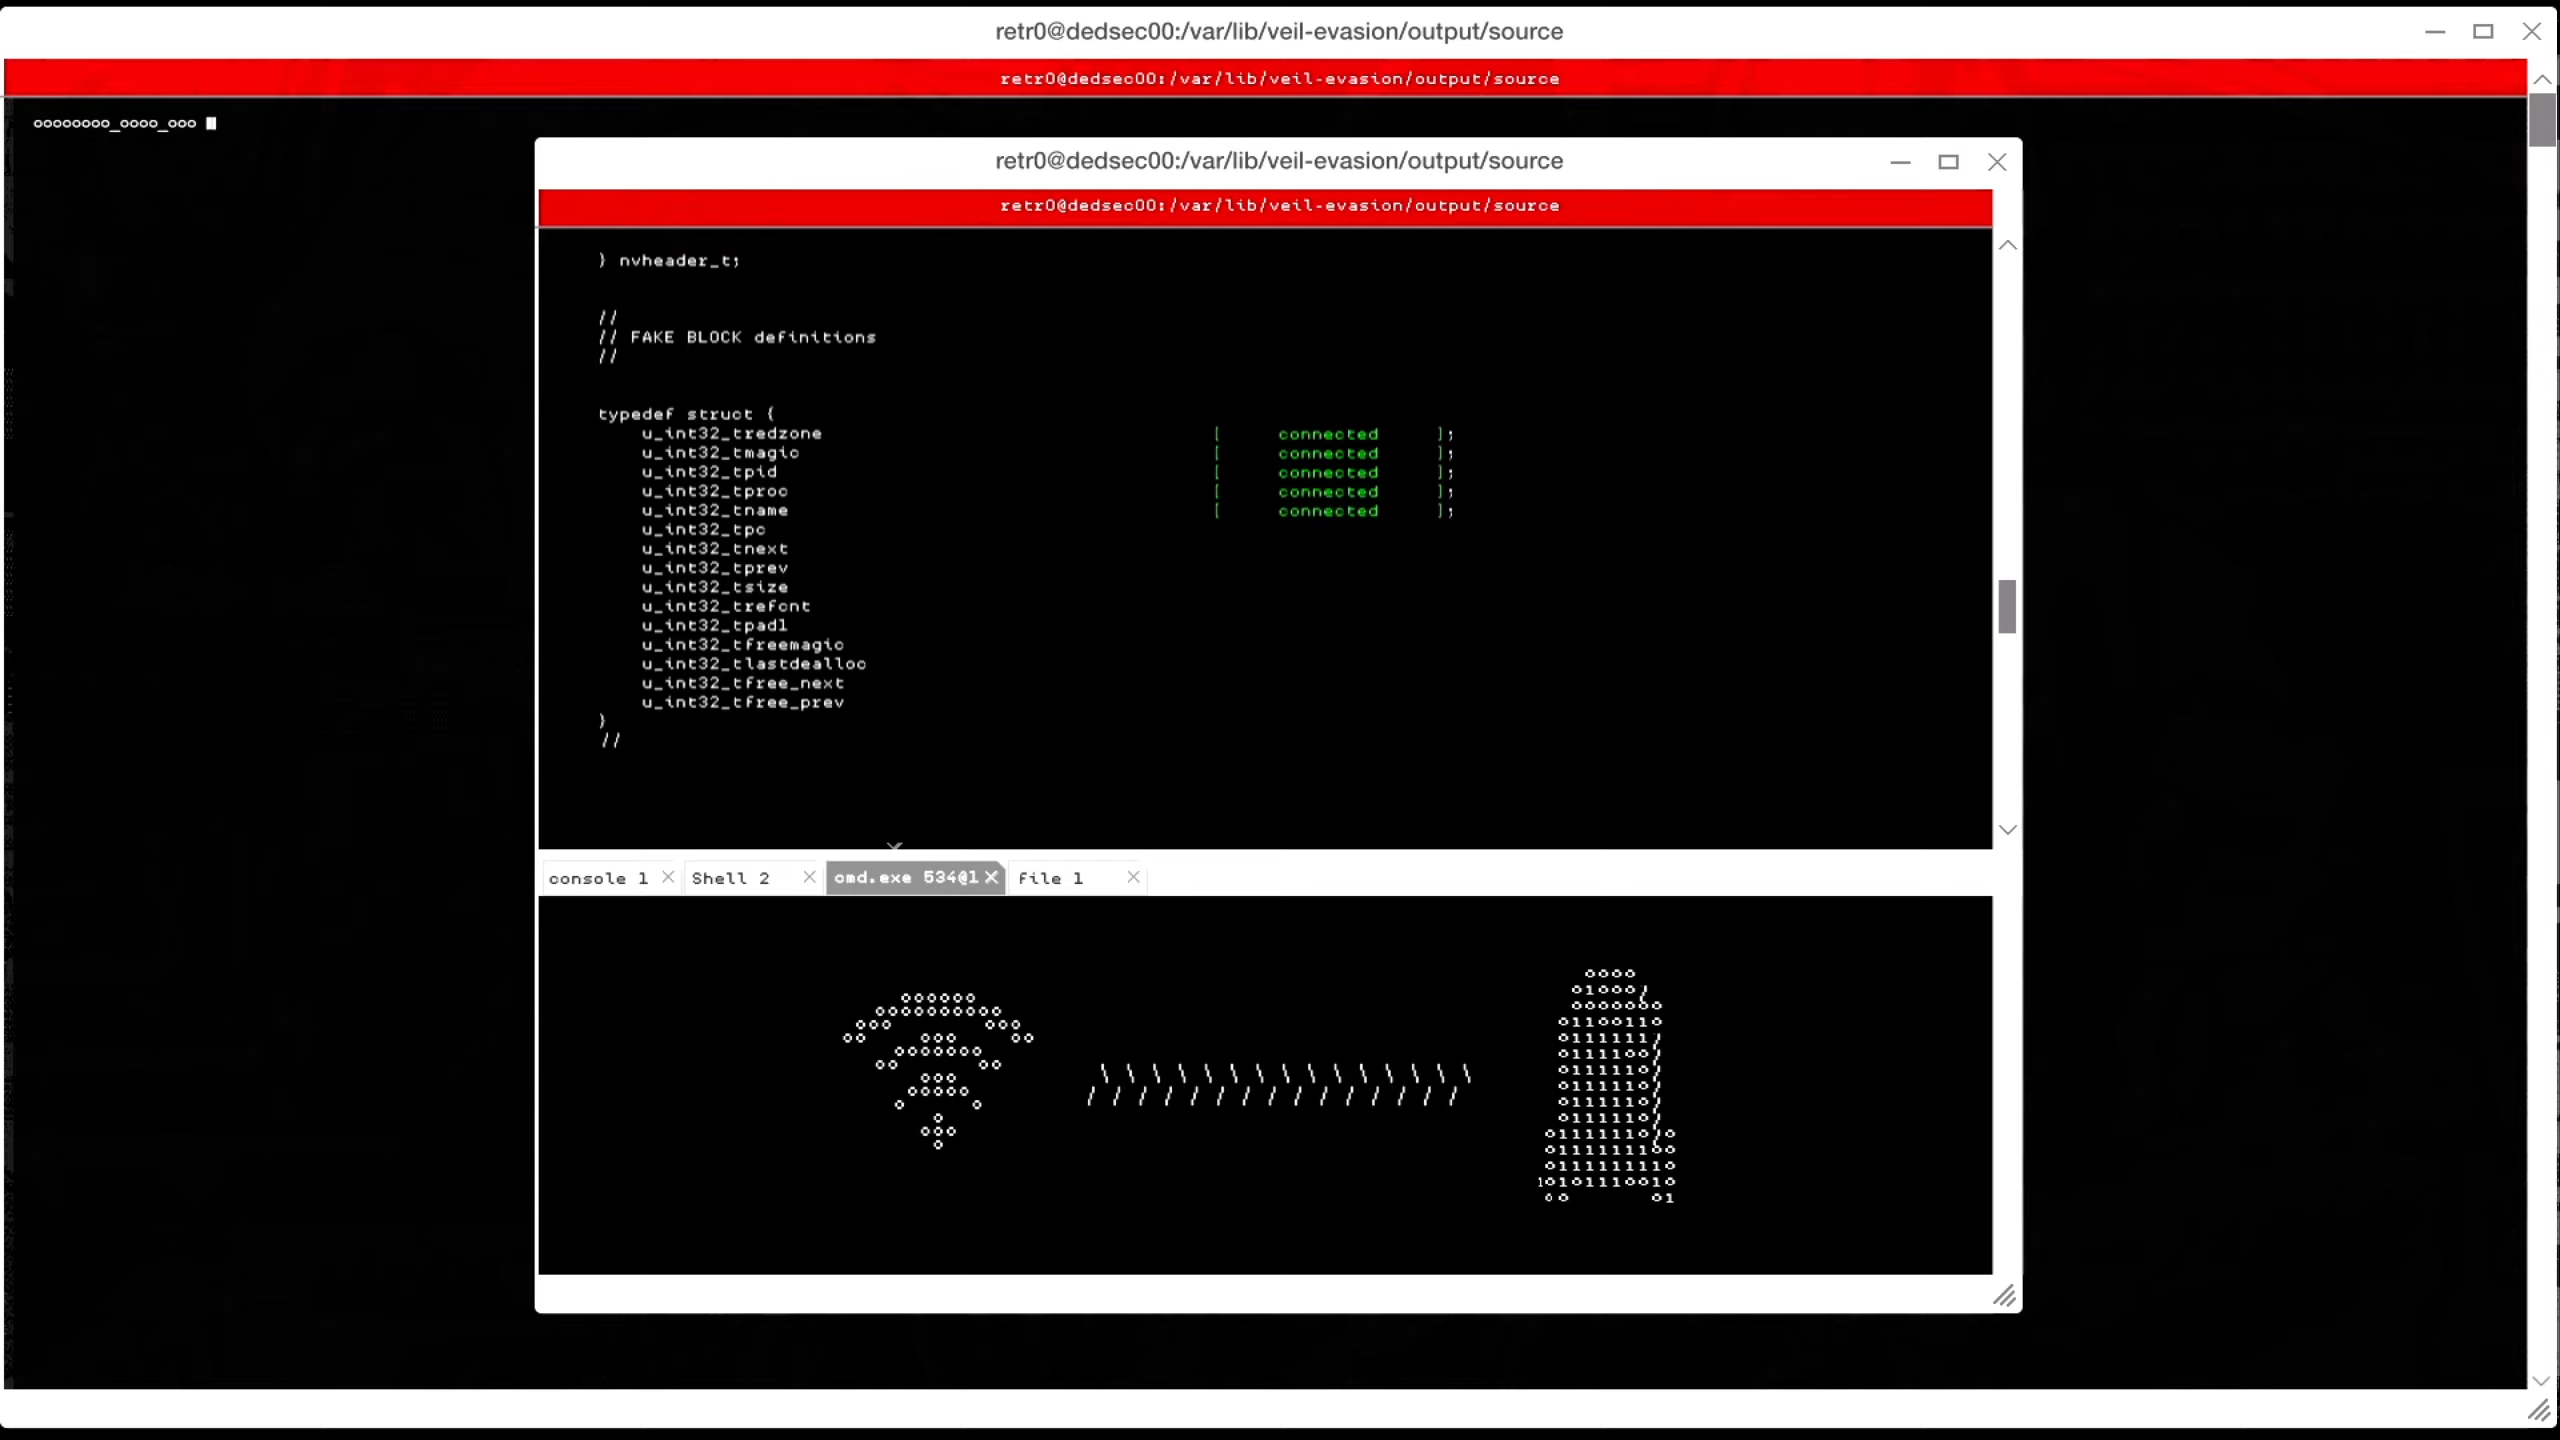 retr0@dedsec00:/var/lib/veil-evasion/output/source
retr0@dedsec00:/var/lib/veil-evasion/output/source
oooooooo_oooo_ooo
retr0@dedsec00:/var/lib/veil-evasion/output/source
retr0@dedsec00:/var/lib/veil-evasion/output/source
} nvheader_t;
//
// FAKE BLOCK definitions
//
typedef struct {
u_int32_tredzone [ connected ];
u_int32_tmagic [ connected ];
u_int32_tpid [ connected ];
u_int32_tproc [ connected ];
u_int32_tname [ connected ];
u_int32_tpc
u_int32_tnext
u_int32_tprev
u_int32_tsize
u_int32_trefcnt
u_int32_tpad1
u_int32_tfreemagic
u_int32_tlastdealloc
u_int32_tfree_next
u_int32_tfree_prev
}
//
console 1 Shell 2 cmd.exe 534@1 File 1